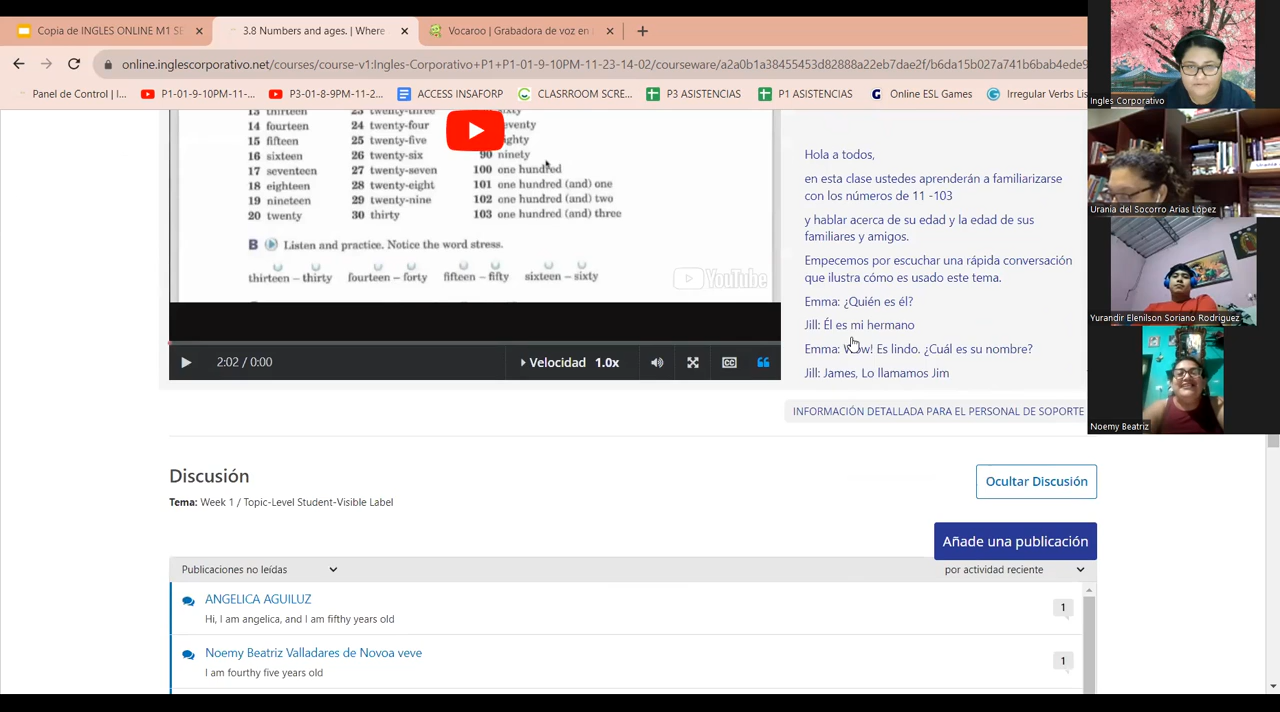 Copia de INGLES ONLINE M1 SE
3.8 Numbers and ages. | Where
Vocaroo | Grabadora de voz en
online.inglescorporativo.net/courses/course-v1:Ingles-Corporativo+P1+P1-01-9-10PM-11-23-14-02/courseware/a2a0b1a38455453d82888a22eb7dae2f/b6da15b027a741b6bab4ede9
Panel de Control | I...
P1-01-9-10PM-11-...
P3-01-8-9PM-11-2...
ACCESS INSAFORP
CLASRROOM SCRE...
P3 ASISTENCIAS
P1 ASISTENCIAS
Online ESL Games
Irregular Verbs Lis
13 thirteen 23 twenty-three sixty
14 fourteen 24 twenty-four seventy
15 fifteen 25 twenty-five eighty
16 sixteen 26 twenty-six 90 ninety
17 seventeen 27 twenty-seven 100 one hundred
18 eighteen 28 twenty-eight 101 one hundred (and) one
19 nineteen 29 twenty-nine 102 one hundred (and) two
20 twenty 30 thirty 103 one hundred (and) three
B Listen and practice. Notice the word stress.
thirteen – thirty fourteen – forty fifteen – fifty sixteen – sixty
YouTube
2:02 / 0:00
Velocidad 1.0x
Hola a todos,
en esta clase ustedes aprenderán a familiarizarse
con los números de 11 -103
y hablar acerca de su edad y la edad de sus
familiares y amigos.
Empecemos por escuchar una rápida conversación
que ilustra cómo es usado este tema.
Emma: ¿Quién es él?
Jill: Él es mi hermano
Emma: Wow! Es lindo. ¿Cuál es su nombre?
Jill: James, Lo llamamos Jim
INFORMACIÓN DETALLADA PARA EL PERSONAL DE SOPORTE
Ingles Corporativo
Urania del Socorro Arias López
Yurandir Elenilson Soriano Rodriguez
Noemy Beatriz
Discusión
Ocultar Discusión
Tema: Week 1 / Topic-Level Student-Visible Label
Añade una publicación
Publicaciones no leídas
por actividad reciente
ANGELICA AGUILUZ
Hi, I am angelica, and I am fifthy years old
1
Noemy Beatriz Valladares de Novoa veve
I am fourthy five years old
1